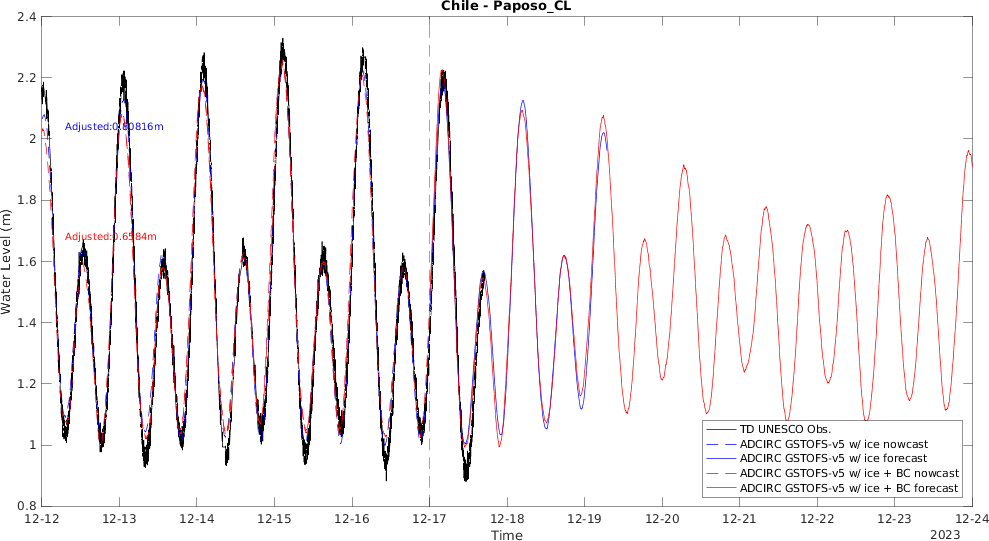 Chile - Paposo_CL
2.4
2.2
2
1.8
1.6
1.4
1.2
1
0.8
Water Level (m)
Adjusted:0.80816m
Adjusted:0.6584m
TD UNESCO Obs.
ADCIRC GSTOFS-v5 w/ ice nowcast
ADCIRC GSTOFS-v5 w/ ice forecast
ADCIRC GSTOFS-v5 w/ ice + BC nowcast
ADCIRC GSTOFS-v5 w/ ice + BC forecast
12-12 12-13 12-14 12-15 12-16 12-17 12-18 12-19 12-20 12-21 12-22 12-23 12-24
Time
2023